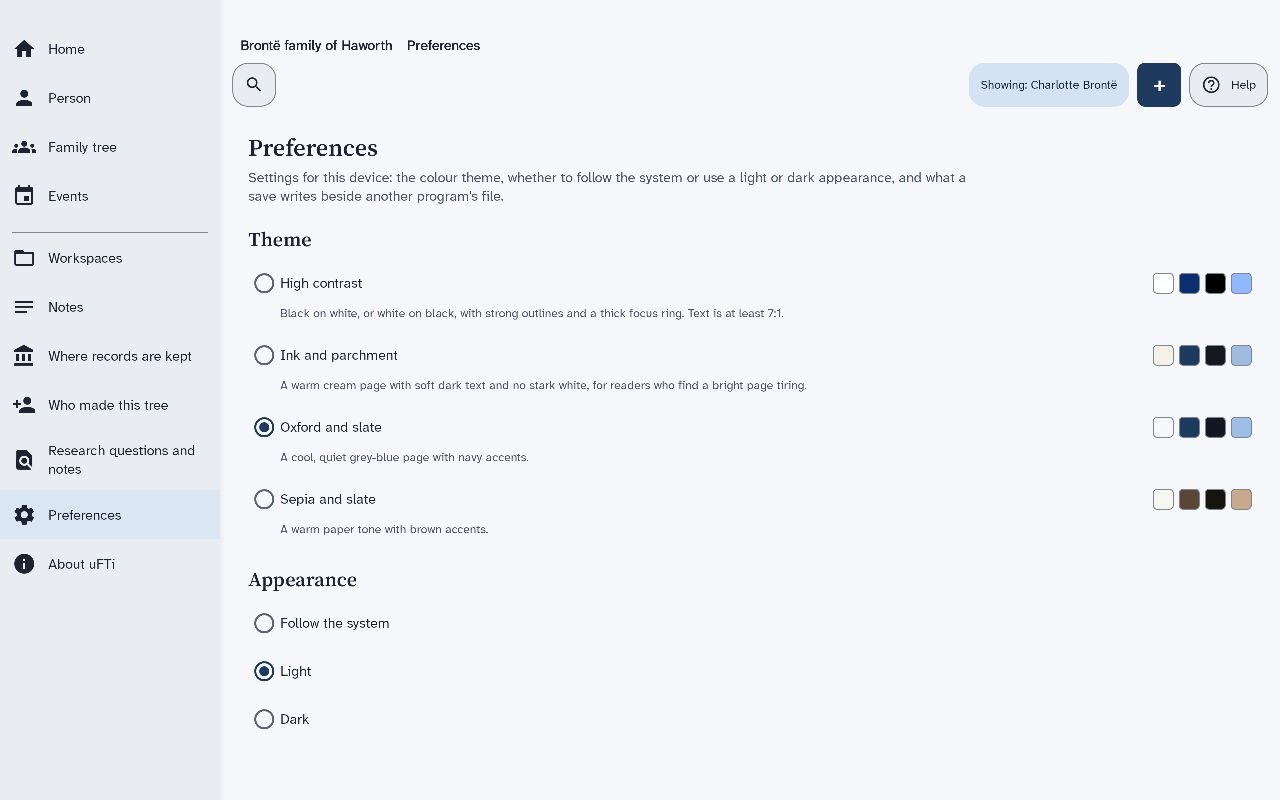 Home
Person
Family tree
Events
Workspaces
Notes
Where records are kept
Who made this tree
Research questions and
notes
Preferences
About uFTi
Brontë family of Haworth Preferences
Showing: Charlotte Brontë
+
Help
Preferences
Settings for this device: the colour theme, whether to follow the system or use a light or dark appearance, and what a
save writes beside another program's file.
Theme
High contrast
Black on white, or white on black, with strong outlines and a thick focus ring. Text is at least 7:1.
Ink and parchment
A warm cream page with soft dark text and no stark white, for readers who find a bright page tiring.
Oxford and slate
A cool, quiet grey-blue page with navy accents.
Sepia and slate
A warm paper tone with brown accents.
Appearance
Follow the system
Light
Dark